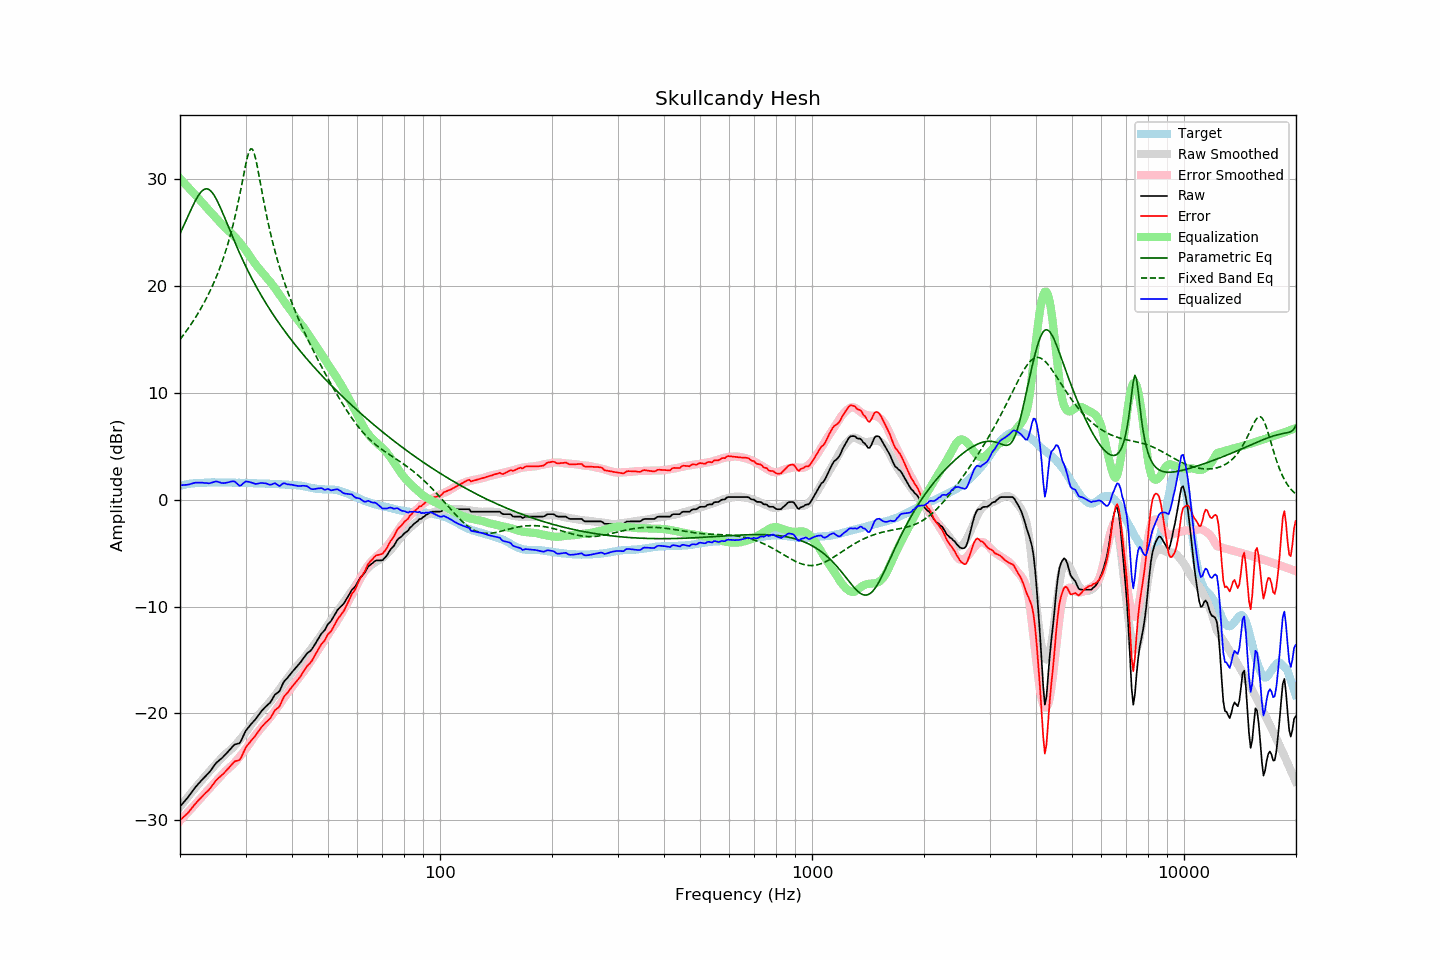 Skullcandy Hesh
Target
Raw Smoothed
Error Smoothed
Raw
Error
Equalization
Parametric Eq
Fixed Band Eq
Equalized
30
20
10
0
−10
−20
−30
Amplitude (dBr)
100
1000
10000
Frequency (Hz)